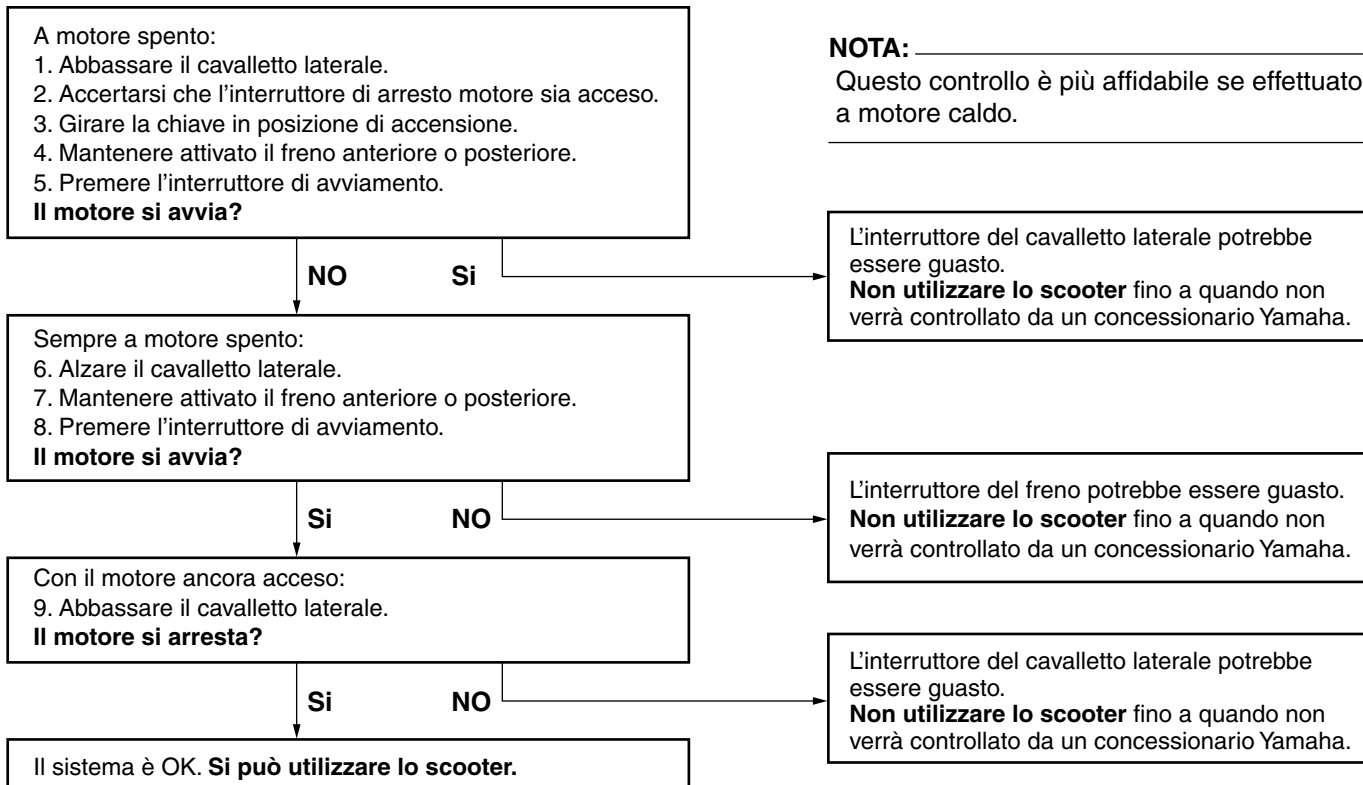 A motore spento:
1. Abbassare il cavalletto laterale.
2. Accertarsi che l'interruttore di arresto motore sia acceso.
3. Girare la chiave in posizione di accensione.
4. Mantenere attivato il freno anteriore o posteriore.
5. Premere l'interruttore di avviamento.
Il motore si avvia?
NOTA:
Questo controllo è più affidabile se effettuato
a motore caldo.
NO Si
L'interruttore del cavalletto laterale potrebbe
essere guasto.
Non utilizzare lo scooter fino a quando non
verrà controllato da un concessionario Yamaha.
Sempre a motore spento:
6. Alzare il cavalletto laterale.
7. Mantenere attivato il freno anteriore o posteriore.
8. Premere l'interruttore di avviamento.
Il motore si avvia?
Si NO
L'interruttore del freno potrebbe essere guasto.
Non utilizzare lo scooter fino a quando non
verrà controllato da un concessionario Yamaha.
Con il motore ancora acceso:
9. Abbassare il cavalletto laterale.
Il motore si arresta?
Si NO
L'interruttore del cavalletto laterale potrebbe
essere guasto.
Non utilizzare lo scooter fino a quando non
verrà controllato da un concessionario Yamaha.
Il sistema è OK. Si può utilizzare lo scooter.